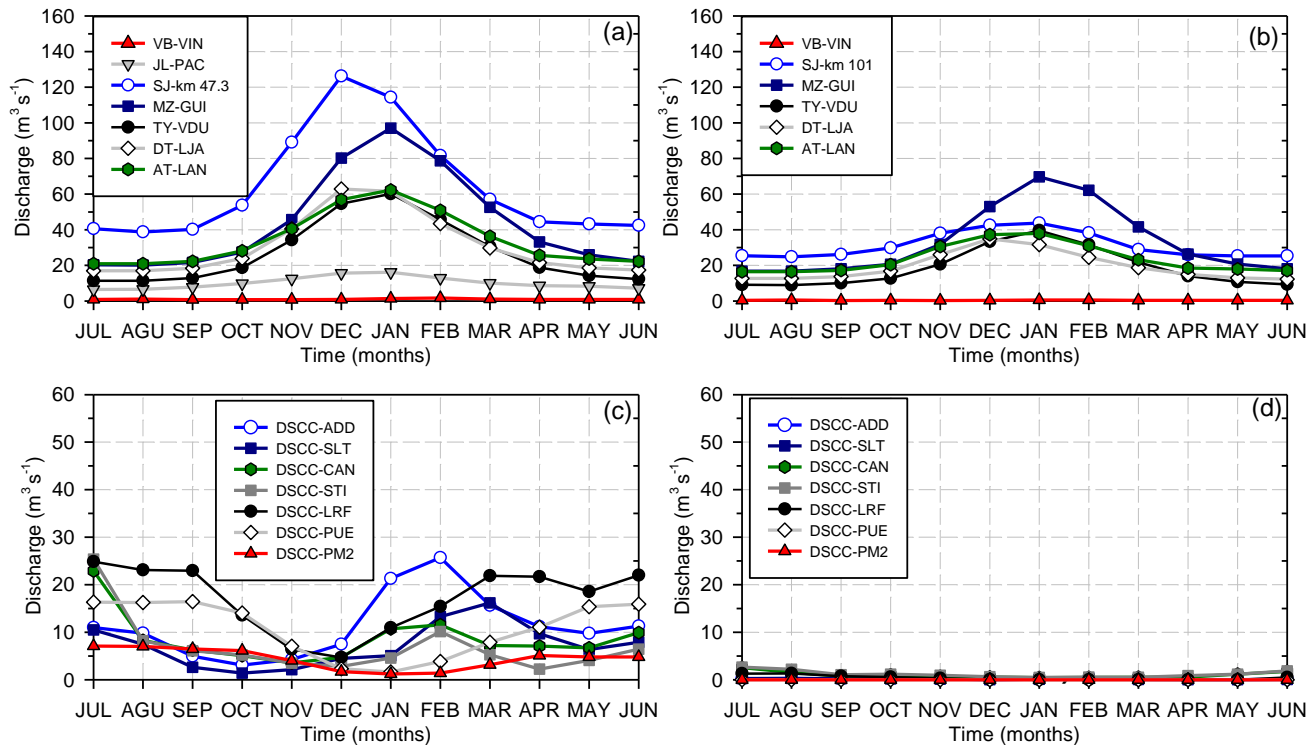 160
140
120
100
80
60
40
20
0
Discharge (m³ s⁻¹)
(a)
VB-VIN
JL-PAC
SJ-km 47.3
MZ-GUI
TY-VDU
DT-LJA
AT-LAN
JUL AGU SEP OCT NOV DEC JAN FEB MAR APR MAY JUN
Time (months)
160
140
120
100
80
60
40
20
0
Discharge (m³ s⁻¹)
(b)
VB-VIN
SJ-km 101
MZ-GUI
TY-VDU
DT-LJA
AT-LAN
JUL AGU SEP OCT NOV DEC JAN FEB MAR APR MAY JUN
Time (months)
60
50
40
30
20
10
0
Discharge (m³ s⁻¹)
(c)
DSCC-ADD
DSCC-SLT
DSCC-CAN
DSCC-STI
DSCC-LRF
DSCC-PUE
DSCC-PM2
JUL AGU SEP OCT NOV DEC JAN FEB MAR APR MAY JUN
Time (months)
60
50
40
30
20
10
0
Discharge (m³ s⁻¹)
(d)
DSCC-ADD
DSCC-SLT
DSCC-CAN
DSCC-STI
DSCC-LRF
DSCC-PUE
DSCC-PM2
JUL AGU SEP OCT NOV DEC JAN FEB MAR APR MAY JUN
Time (months)